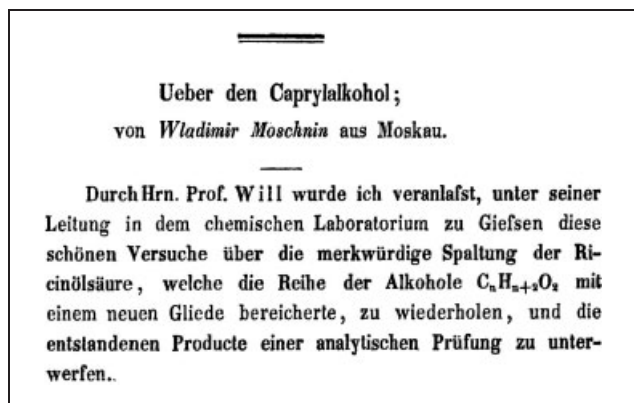 Ueber den Caprylalkohol;
von Wladimir Moschnin aus Moskau.
Durch Hrn. Prof. Will wurde ich veranlaſst, unter seiner
Leitung in dem chemischen Laboratorium zu Gieſsen diese
schönen Versuche über die merkwürdige Spaltung der Ri-
cinölsäure, welche die Reihe der Alkohole CₙHₙ₊₂O₂ mit
einem neuen Gliede bereicherte, zu wiederholen, und die
entstandenen Producte einer analytischen Prüfung zu unter-
werfen..